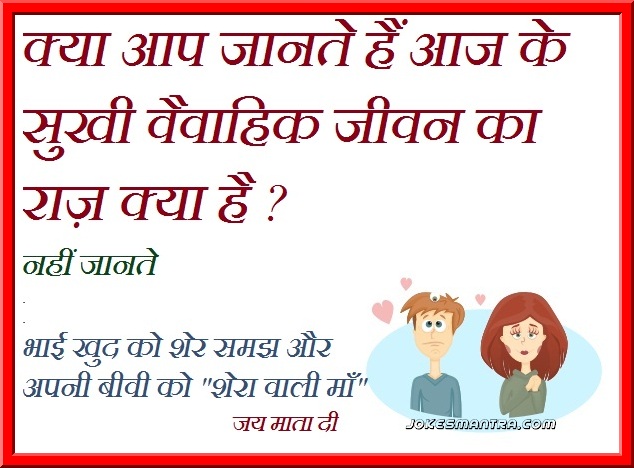 क्या आप जानते हैं आज के
सुखी वैवाहिक जीवन का
राज़ क्या है ?
नहीं जानते
.
.
भाई खुद को शेर समझ और
अपनी बीवी को "शेरा वाली माँ"
जय माता दी
JOKESMANTRA.COM